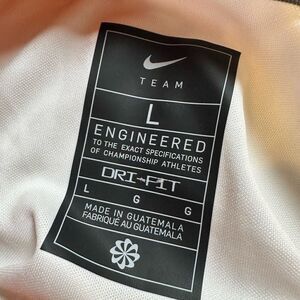 TEAM
L
ENGINEERED
TO THE EXACT SPECIFICATIONS
OF CHAMPIONSHIP ATHLETES
DRI-FIT
L G G
MADE IN GUATEMALA
FABRIQUÉ AU GUATEMALA